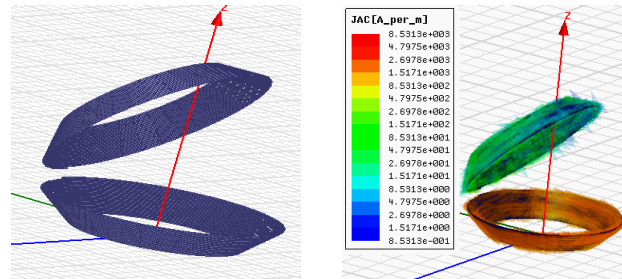 Z
JAC[A_per_m]
Z
8.5313e+003
4.7975e+003
2.6978e+003
1.5171e+003
8.5313e+002
4.7975e+002
2.6978e+002
1.5171e+002
8.5313e+001
4.7975e+001
2.6978e+001
1.5171e+001
8.5313e+000
4.7975e+000
2.6978e+000
1.5171e+000
8.5313e-001